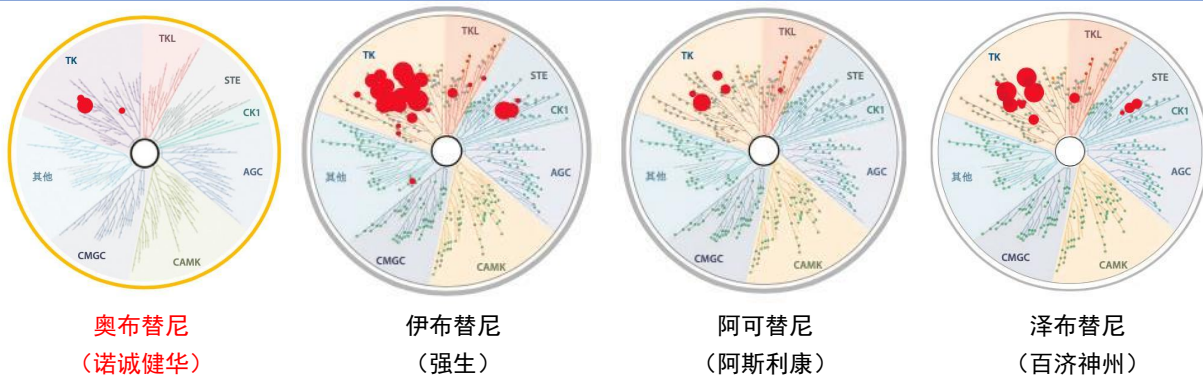 TK
TKL
STE
CK1
AGC
CAMK
CMGC
其他
奥布替尼
（诺诚健华）
TK
TKL
STE
CK1
AGC
CAMK
CMGC
其他
伊布替尼
（强生）
TK
TKL
STE
CK1
AGC
CAMK
CMGC
其他
阿可替尼
（阿斯利康）
TK
TKL
STE
CK1
AGC
CAMK
CMGC
其他
泽布替尼
（百济神州）